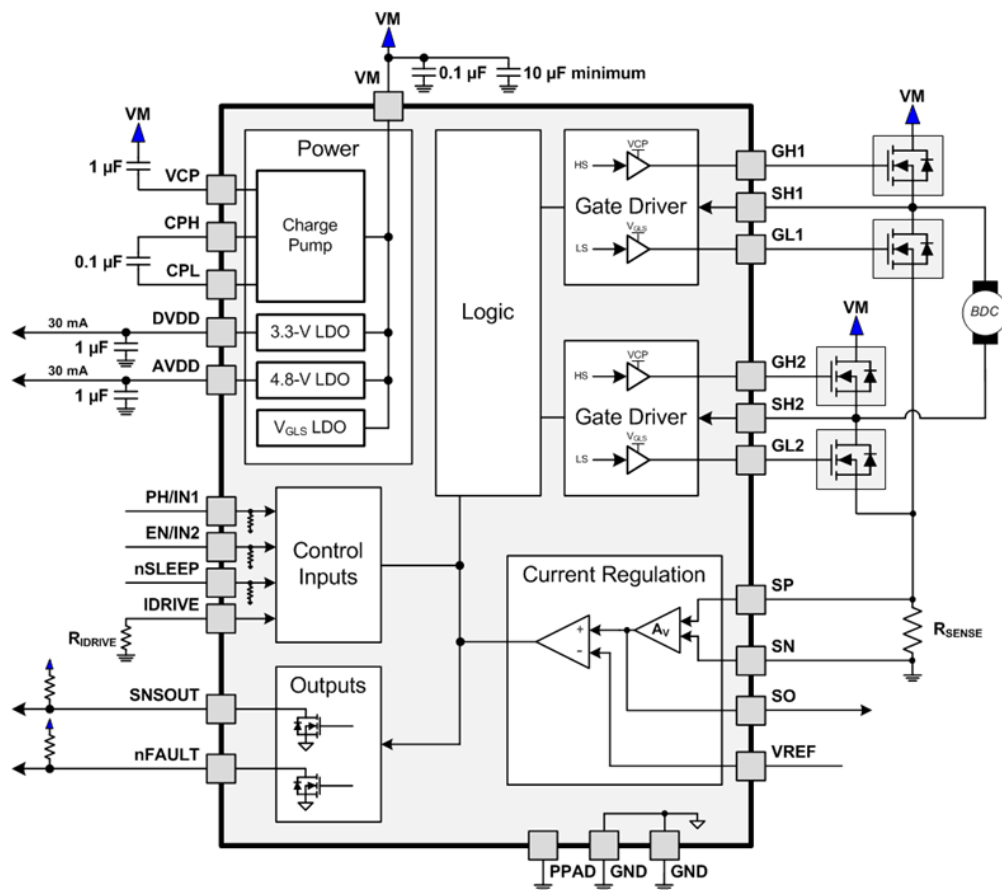 VM
0.1 µF
10 µF minimum
VM
VM
1 µF
VCP
CPH
0.1 µF
CPL
30 mA
DVDD
1 µF
30 mA
AVDD
1 µF
Power
Charge
Pump
3.3-V LDO
4.8-V LDO
VGLS LDO
Logic
HS
VCP
Gate Driver
LS
VGLS
HS
VCP
Gate Driver
LS
VGLS
GH1
SH1
GL1
GH2
SH2
GL2
VM
VM
BDC
PH/IN1
EN/IN2
nSLEEP
IDRIVE
RIDRIVE
Control
Inputs
SNSOUT
nFAULT
Outputs
Current Regulation
+
-
AV
SP
SN
SO
VREF
RSENSE
PPAD
GND
GND